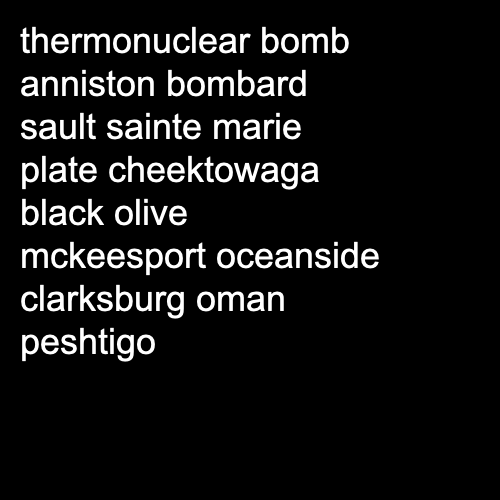 thermonuclear bomb
anniston bombard
sault sainte marie
plate cheektowaga
black olive
mckeesport oceanside
clarksburg oman
peshtigo